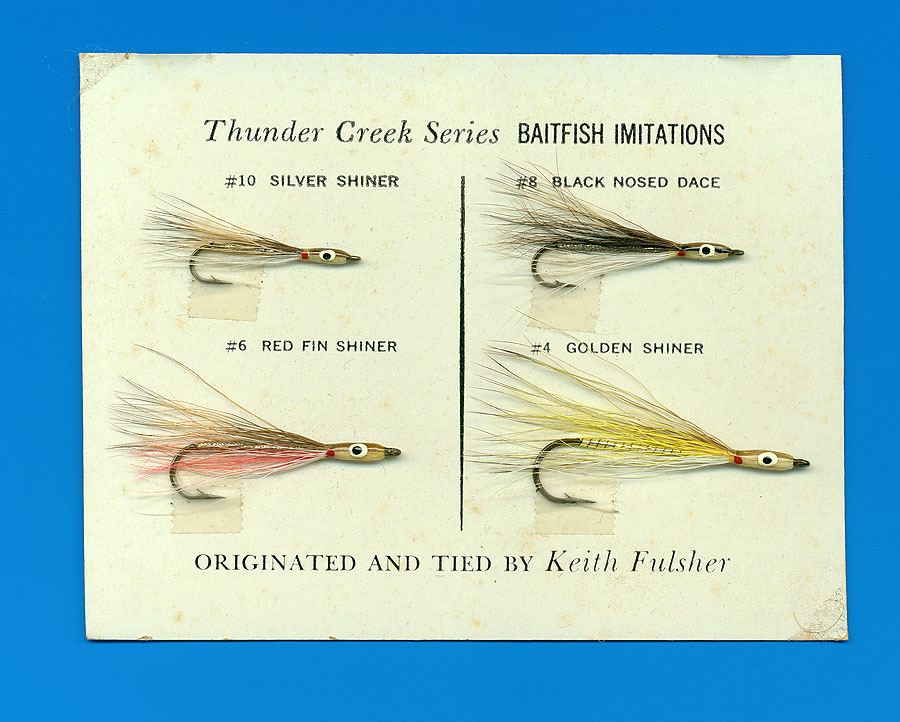 Thunder Creek Series BAITFISH IMITATIONS
#10 SILVER SHINER
#8 BLACK NOSED DACE
#6 RED FIN SHINER
#4 GOLDEN SHINER
ORIGINATED AND TIED BY Keith Fulsher